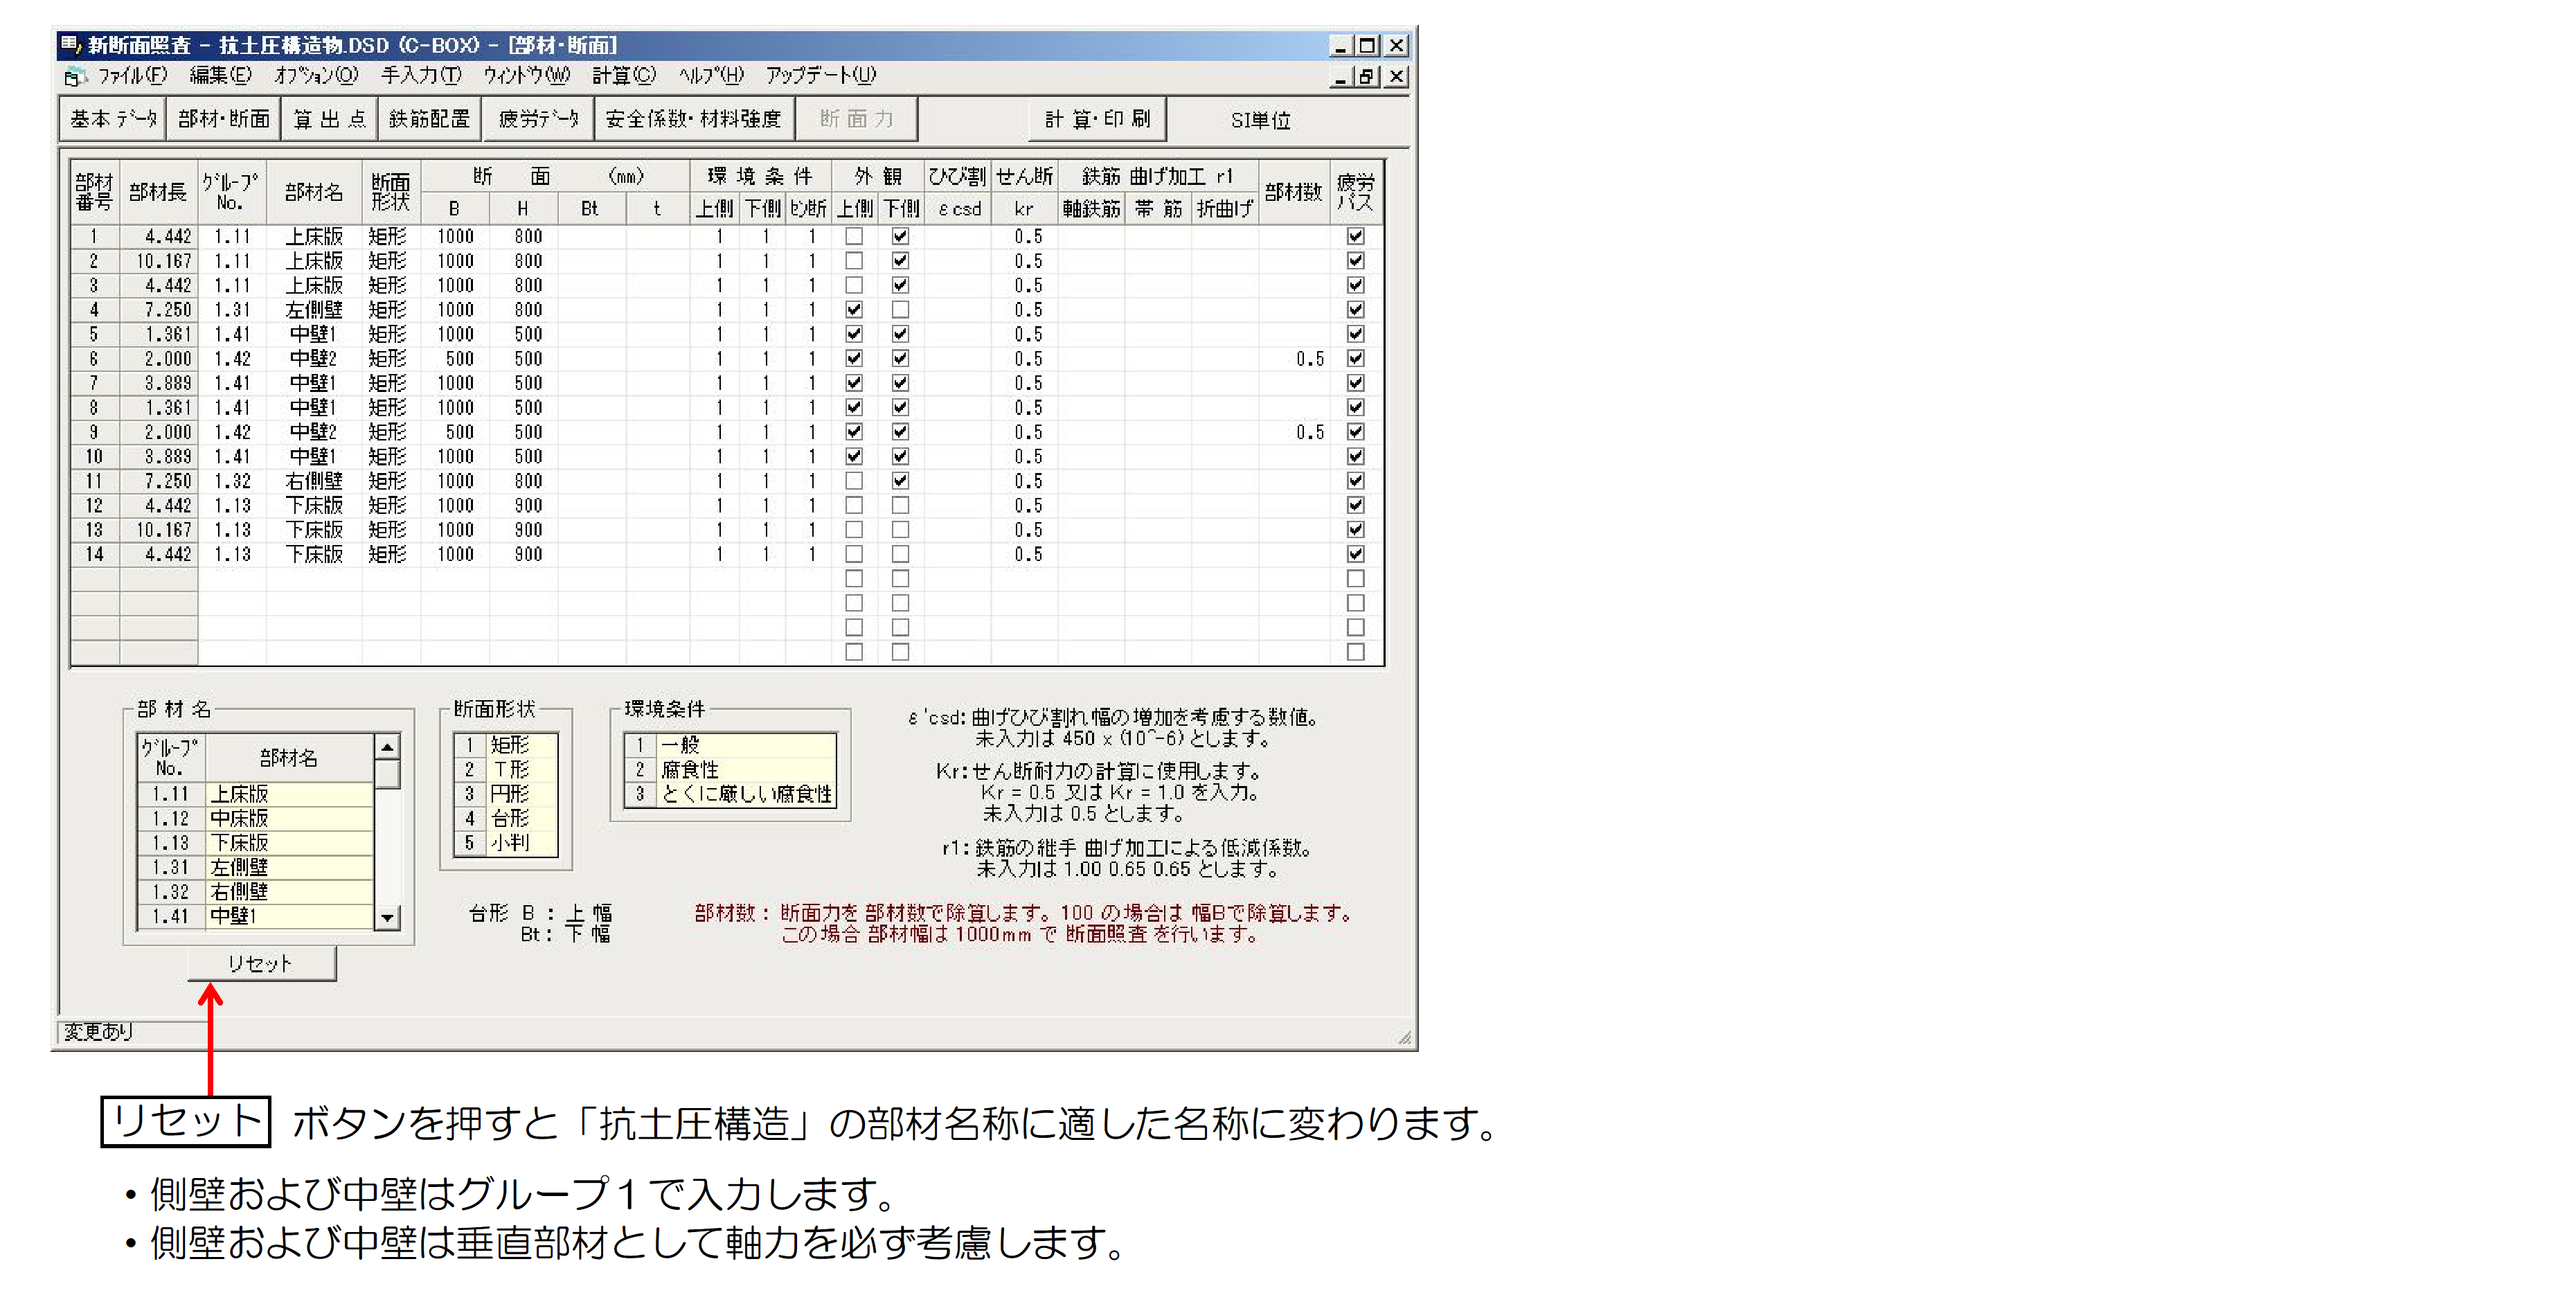 新断面照査 - 抗土圧構造物.DSD (C-BOX) - [部材・断面]
ファイル(F) 編集(E) オプション(O) 手入力(T) ウィンドウ(W) 計算(C) ヘルプ(H) アップデート(U)
基本データ 部材・断面 算出点 鉄筋配置 疲労データ 安全係数・材料強度 断面力 計算・印刷 SI単位
部材番号 部材長 グループNo. 部材名 断面形状 断面 (mm) 環境条件 外観 ひび割 せん断 鉄筋 曲げ加工 r1 部材数 疲労パス
B H Bt t 上側 下側 せん断 上側 下側 εcsd kr 軸鉄筋 帯筋 折曲げ
1 4.442 1.11 上床版 矩形 1000 800 1 1 1 0.5
2 10.167 1.11 上床版 矩形 1000 800 1 1 1 0.5
3 4.442 1.11 上床版 矩形 1000 800 1 1 1 0.5
4 7.250 1.31 左側壁 矩形 1000 800 1 1 1 0.5
5 1.361 1.41 中壁1 矩形 1000 500 1 1 1 0.5
6 2.000 1.42 中壁2 矩形 500 500 1 1 1 0.5 0.5
7 3.889 1.41 中壁1 矩形 1000 500 1 1 1 0.5
8 1.361 1.41 中壁1 矩形 1000 500 1 1 1 0.5
9 2.000 1.42 中壁2 矩形 500 500 1 1 1 0.5 0.5
10 3.889 1.41 中壁1 矩形 1000 500 1 1 1 0.5
11 7.250 1.32 右側壁 矩形 1000 800 1 1 1 0.5
12 4.442 1.13 下床版 矩形 1000 900 1 1 1 0.5
13 10.167 1.13 下床版 矩形 1000 900 1 1 1 0.5
14 4.442 1.13 下床版 矩形 1000 900 1 1 1 0.5
部材名
グループNo. 部材名
1.11 上床版
1.12 中床版
1.13 下床版
1.31 左側壁
1.32 右側壁
1.41 中壁1
リセット
断面形状
1 矩形
2 T形
3 円形
4 台形
5 小判
台形 B : 上幅
Bt : 下幅
環境条件
1 一般
2 腐食性
3 とくに厳しい腐食性
ε'csd: 曲げひび割れ幅の増加を考慮する数値。
未入力は 450 x (10^-6) とします。
Kr: せん断耐力の計算に使用します。
Kr = 0.5 又は Kr = 1.0 を入力。
未入力は 0.5 とします。
r1: 鉄筋の継手 曲げ加工による低減係数。
未入力は 1.00 0.65 0.65 とします。
部材数 : 断面力を 部材数で除算します。100 の場合は 幅Bで除算します。
この場合 部材幅は 1000mm で 断面照査 を行います。
変更あり
リセット ボタンを押すと「抗土圧構造」の部材名称に適した名称に変わります。
・側壁および中壁はグループ1で入力します。
・側壁および中壁は垂直部材として軸力を必ず考慮します。